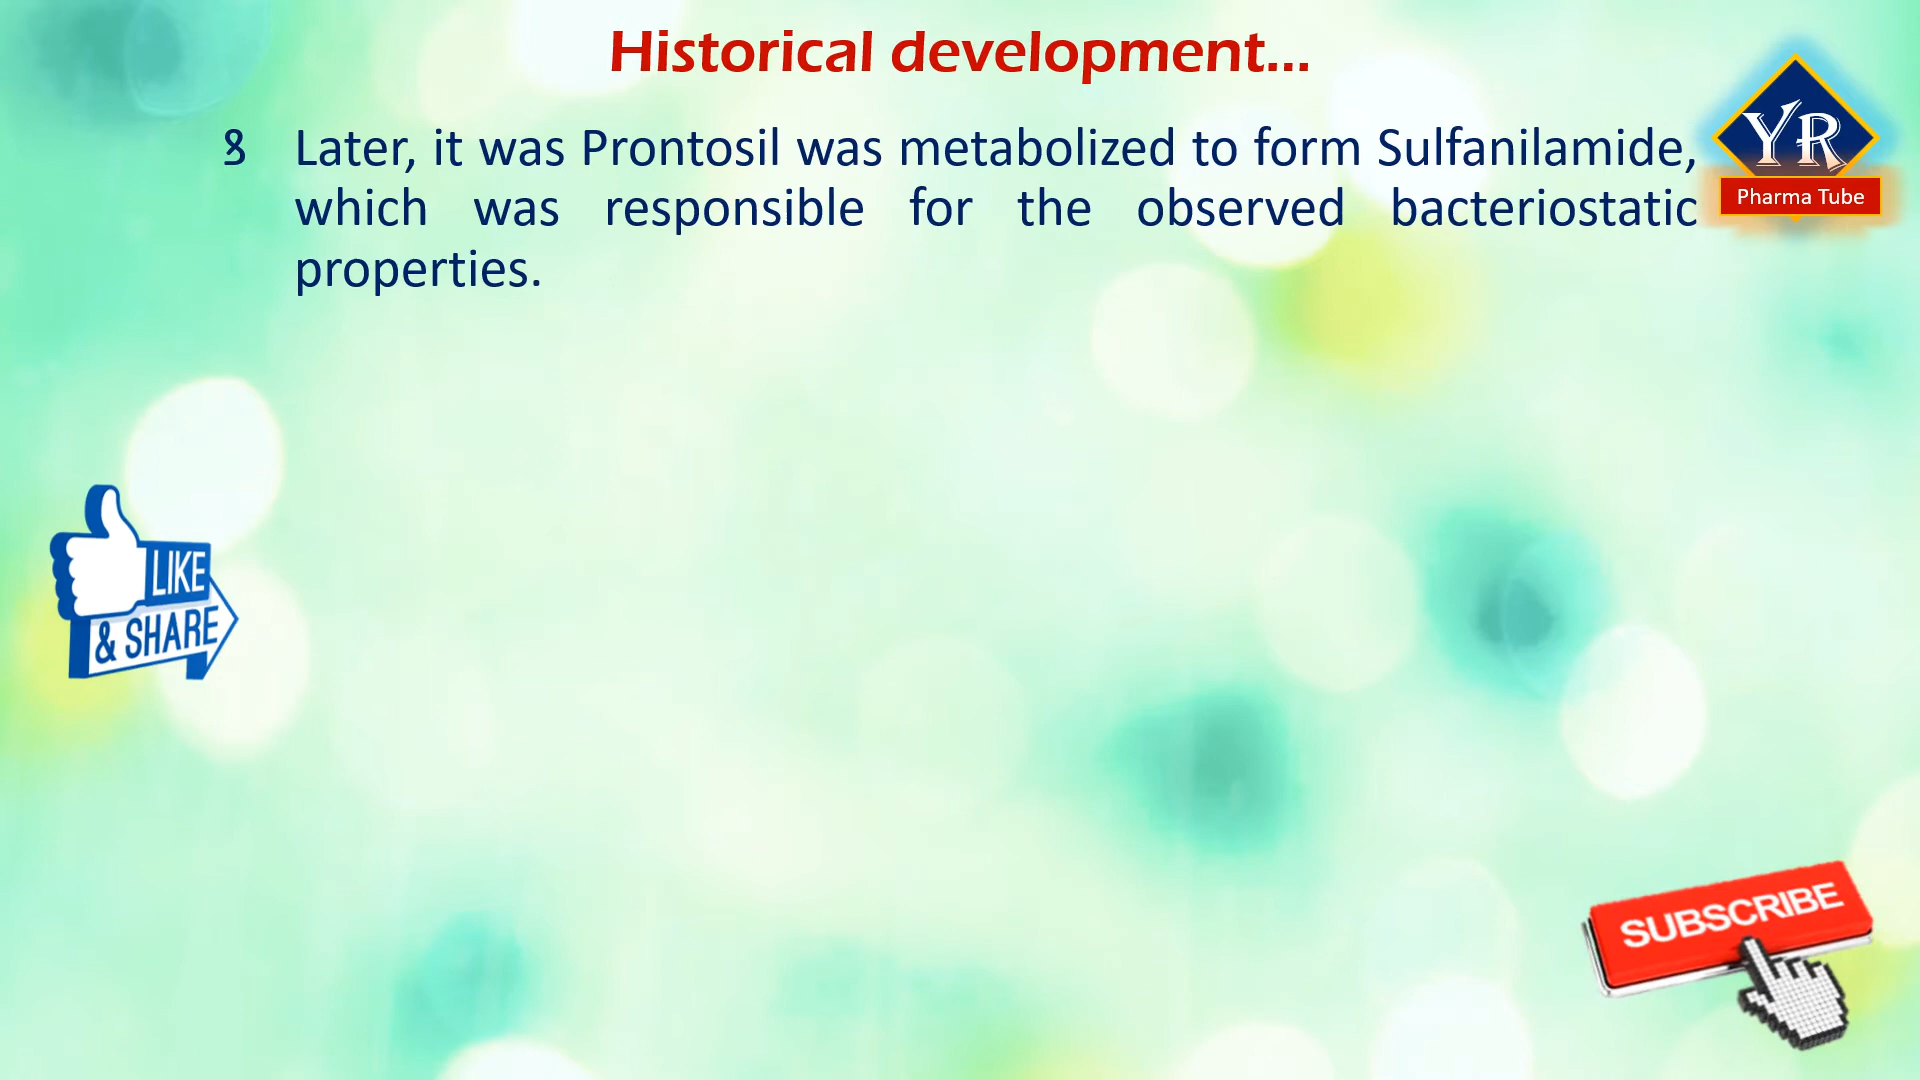 Historical development...
Later, it was Prontosil was metabolized to form Sulfanilamide,
which was responsible for the observed bacteriostatic
properties.
YR
Pharma Tube
LIKE
& SHARE
SUBSCRIBE